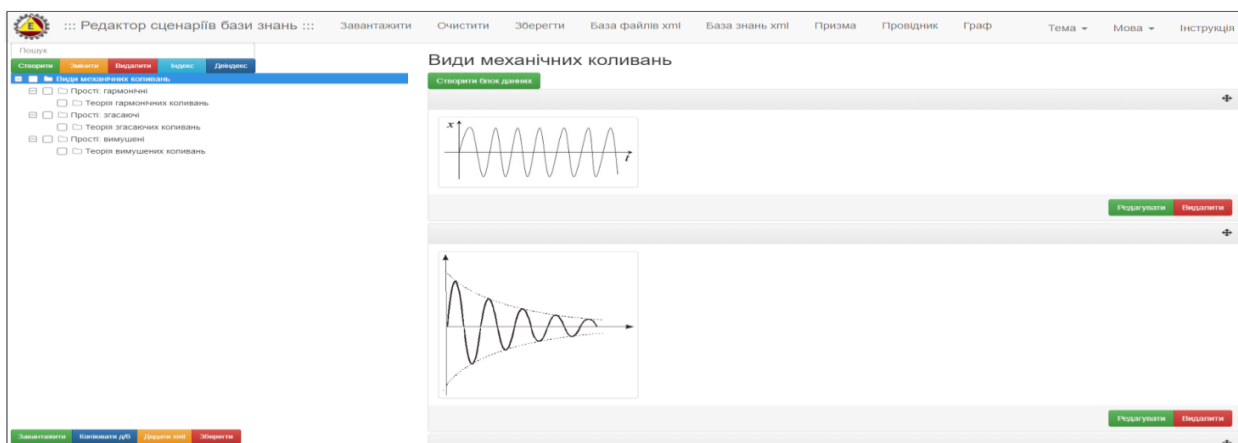 E
::: Редактор сценаріїв бази знань ::: Завантажити Очистити Зберегти База файлів xml База знань xml Призма Провідник Граф Тема Мова Інструкція
Пошук
Створити Змінити Видалити Індекс Деіндекс
Види механічних коливань
Прості: гармонічні
Теорія гармонічних коливань
Прості: згасаючі
Теорія згасаючих коливань
Прості: вимушені
Теорія вимушених коливань
Завантажити Копіювати д/б Додати xml Зберегти
Види механічних коливань
Створити блок данних
x
t
Редагувати Видалити
Редагувати Видалити